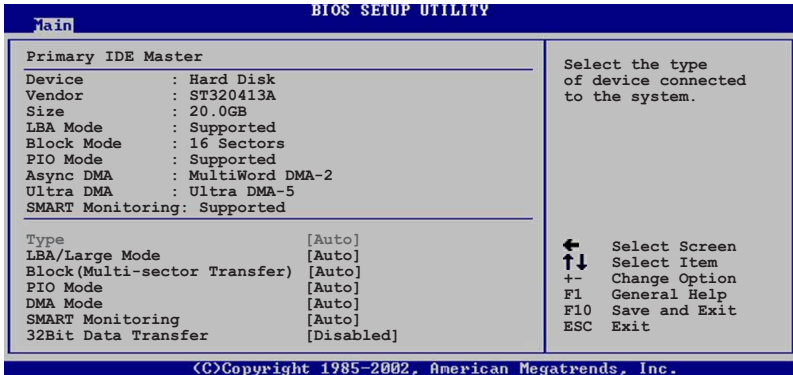 BIOS SETUP UTILITY
Main
Primary IDE Master
Device : Hard Disk
Vendor : ST320413A
Size : 20.0GB
LBA Mode : Supported
Block Mode : 16 Sectors
PIO Mode : Supported
Async DMA : MultiWord DMA-2
Ultra DMA : Ultra DMA-5
SMART Monitoring: Supported
Type [Auto]
LBA/Large Mode [Auto]
Block(Multi-sector Transfer) [Auto]
PIO Mode [Auto]
DMA Mode [Auto]
SMART Monitoring [Auto]
32Bit Data Transfer [Disabled]
Select the type
of device connected
to the system.
← Select Screen
↑↓ Select Item
+- Change Option
F1 General Help
F10 Save and Exit
ESC Exit
(C)Copyright 1985-2002, American Megatrends, Inc.